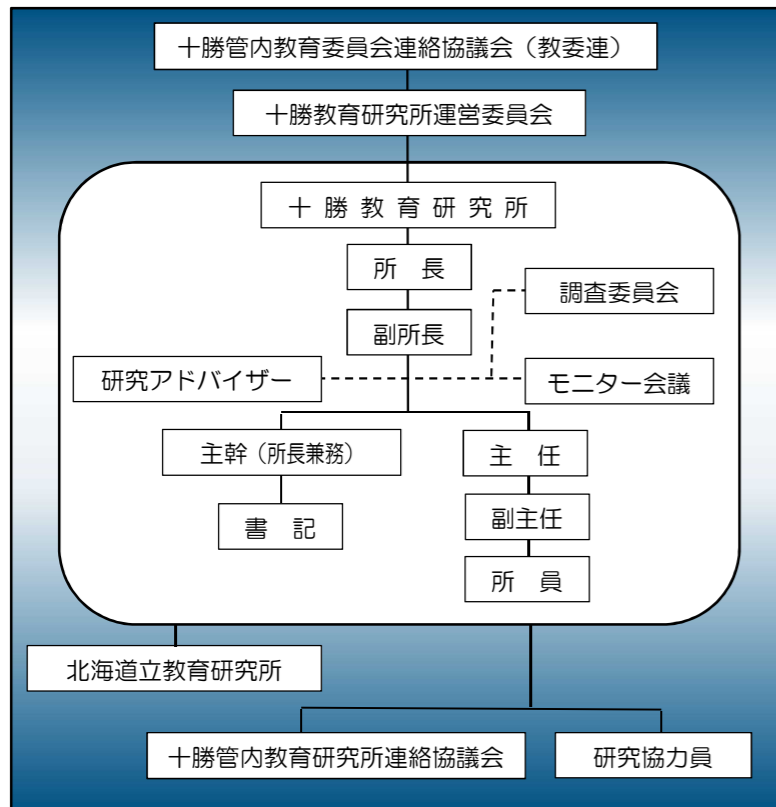 十勝管内教育委員会連絡協議会（教委連）
十勝教育研究所運営委員会
十勝教育研究所
所長
調査委員会
副所長
研究アドバイザー
モニター会議
主幹（所長兼務）
主任
書記
副主任
所員
北海道立教育研究所
十勝管内教育研究所連絡協議会
研究協力員